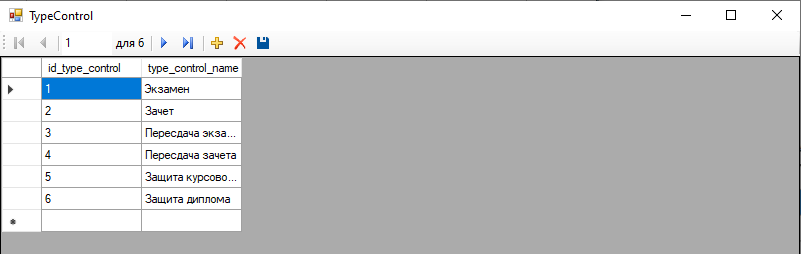 TypeControl
1 для 6
id_type_control type_control_name
1 Экзамен
2 Зачет
3 Пересдача экза...
4 Пересдача зачета
5 Защита курсово...
6 Защита диплома